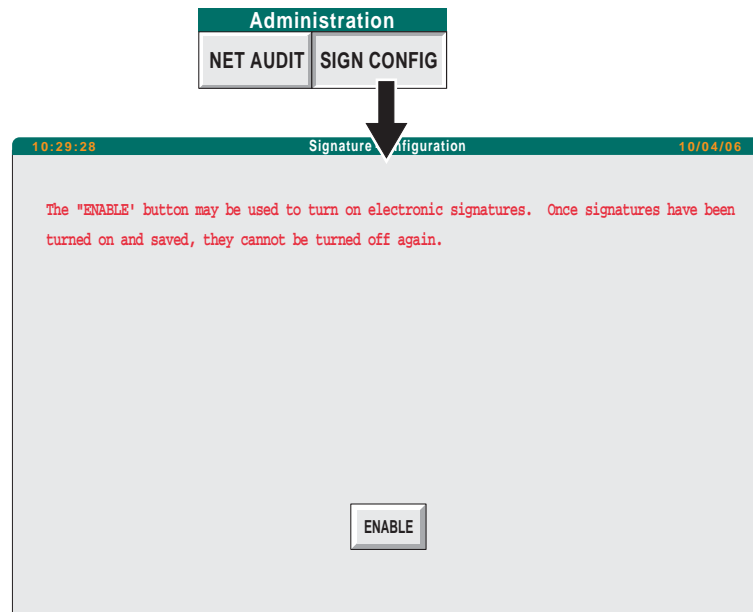 Administration
NET AUDIT SIGN CONFIG
10:29:28 Signature nfiguration 10/04/06
The "ENABLE' button may be used to turn on electronic signatures. Once signatures have been
turned on and saved, they cannot be turned off again.
ENABLE